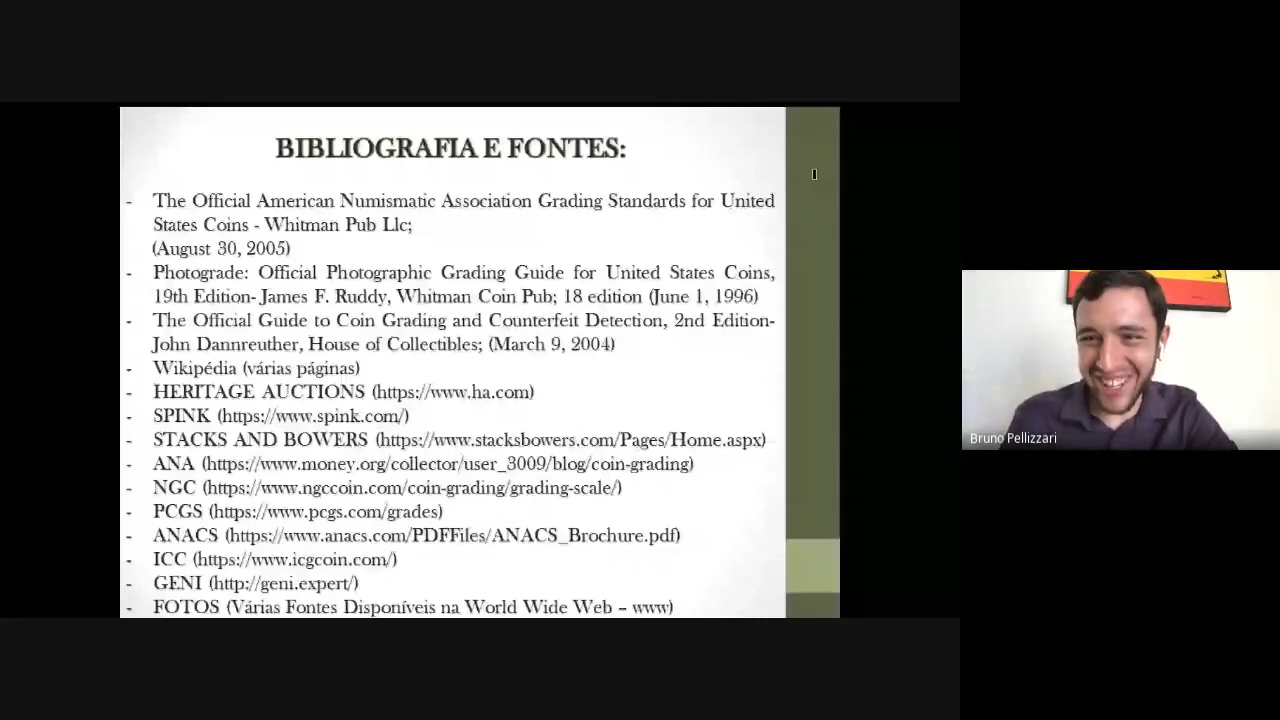 BIBLIOGRAFIA E FONTES:
- The Official American Numismatic Association Grading Standards for United
States Coins - Whitman Pub Llc;
(August 30, 2005)
- Photograde: Official Photographic Grading Guide for United States Coins,
19th Edition- James F. Ruddy, Whitman Coin Pub; 18 edition (June 1, 1996)
- The Official Guide to Coin Grading and Counterfeit Detection, 2nd Edition-
John Dannreuther, House of Collectibles; (March 9, 2004)
- Wikipédia (várias páginas)
- HERITAGE AUCTIONS (https://www.ha.com)
- SPINK (https://www.spink.com/)
- STACKS AND BOWERS (https://www.stacksbowers.com/Pages/Home.aspx)
- ANA (https://www.money.org/collector/user_3009/blog/coin-grading)
- NGC (https://www.ngccoin.com/coin-grading/grading-scale/)
- PCGS (https://www.pcgs.com/grades)
- ANACS (https://www.anacs.com/PDFFiles/ANACS_Brochure.pdf)
- ICC (https://www.icgcoin.com/)
- GENI (http://geni.expert/)
- FOTOS (Várias Fontes Disponíveis na World Wide Web – www)
Bruno Pellizzari